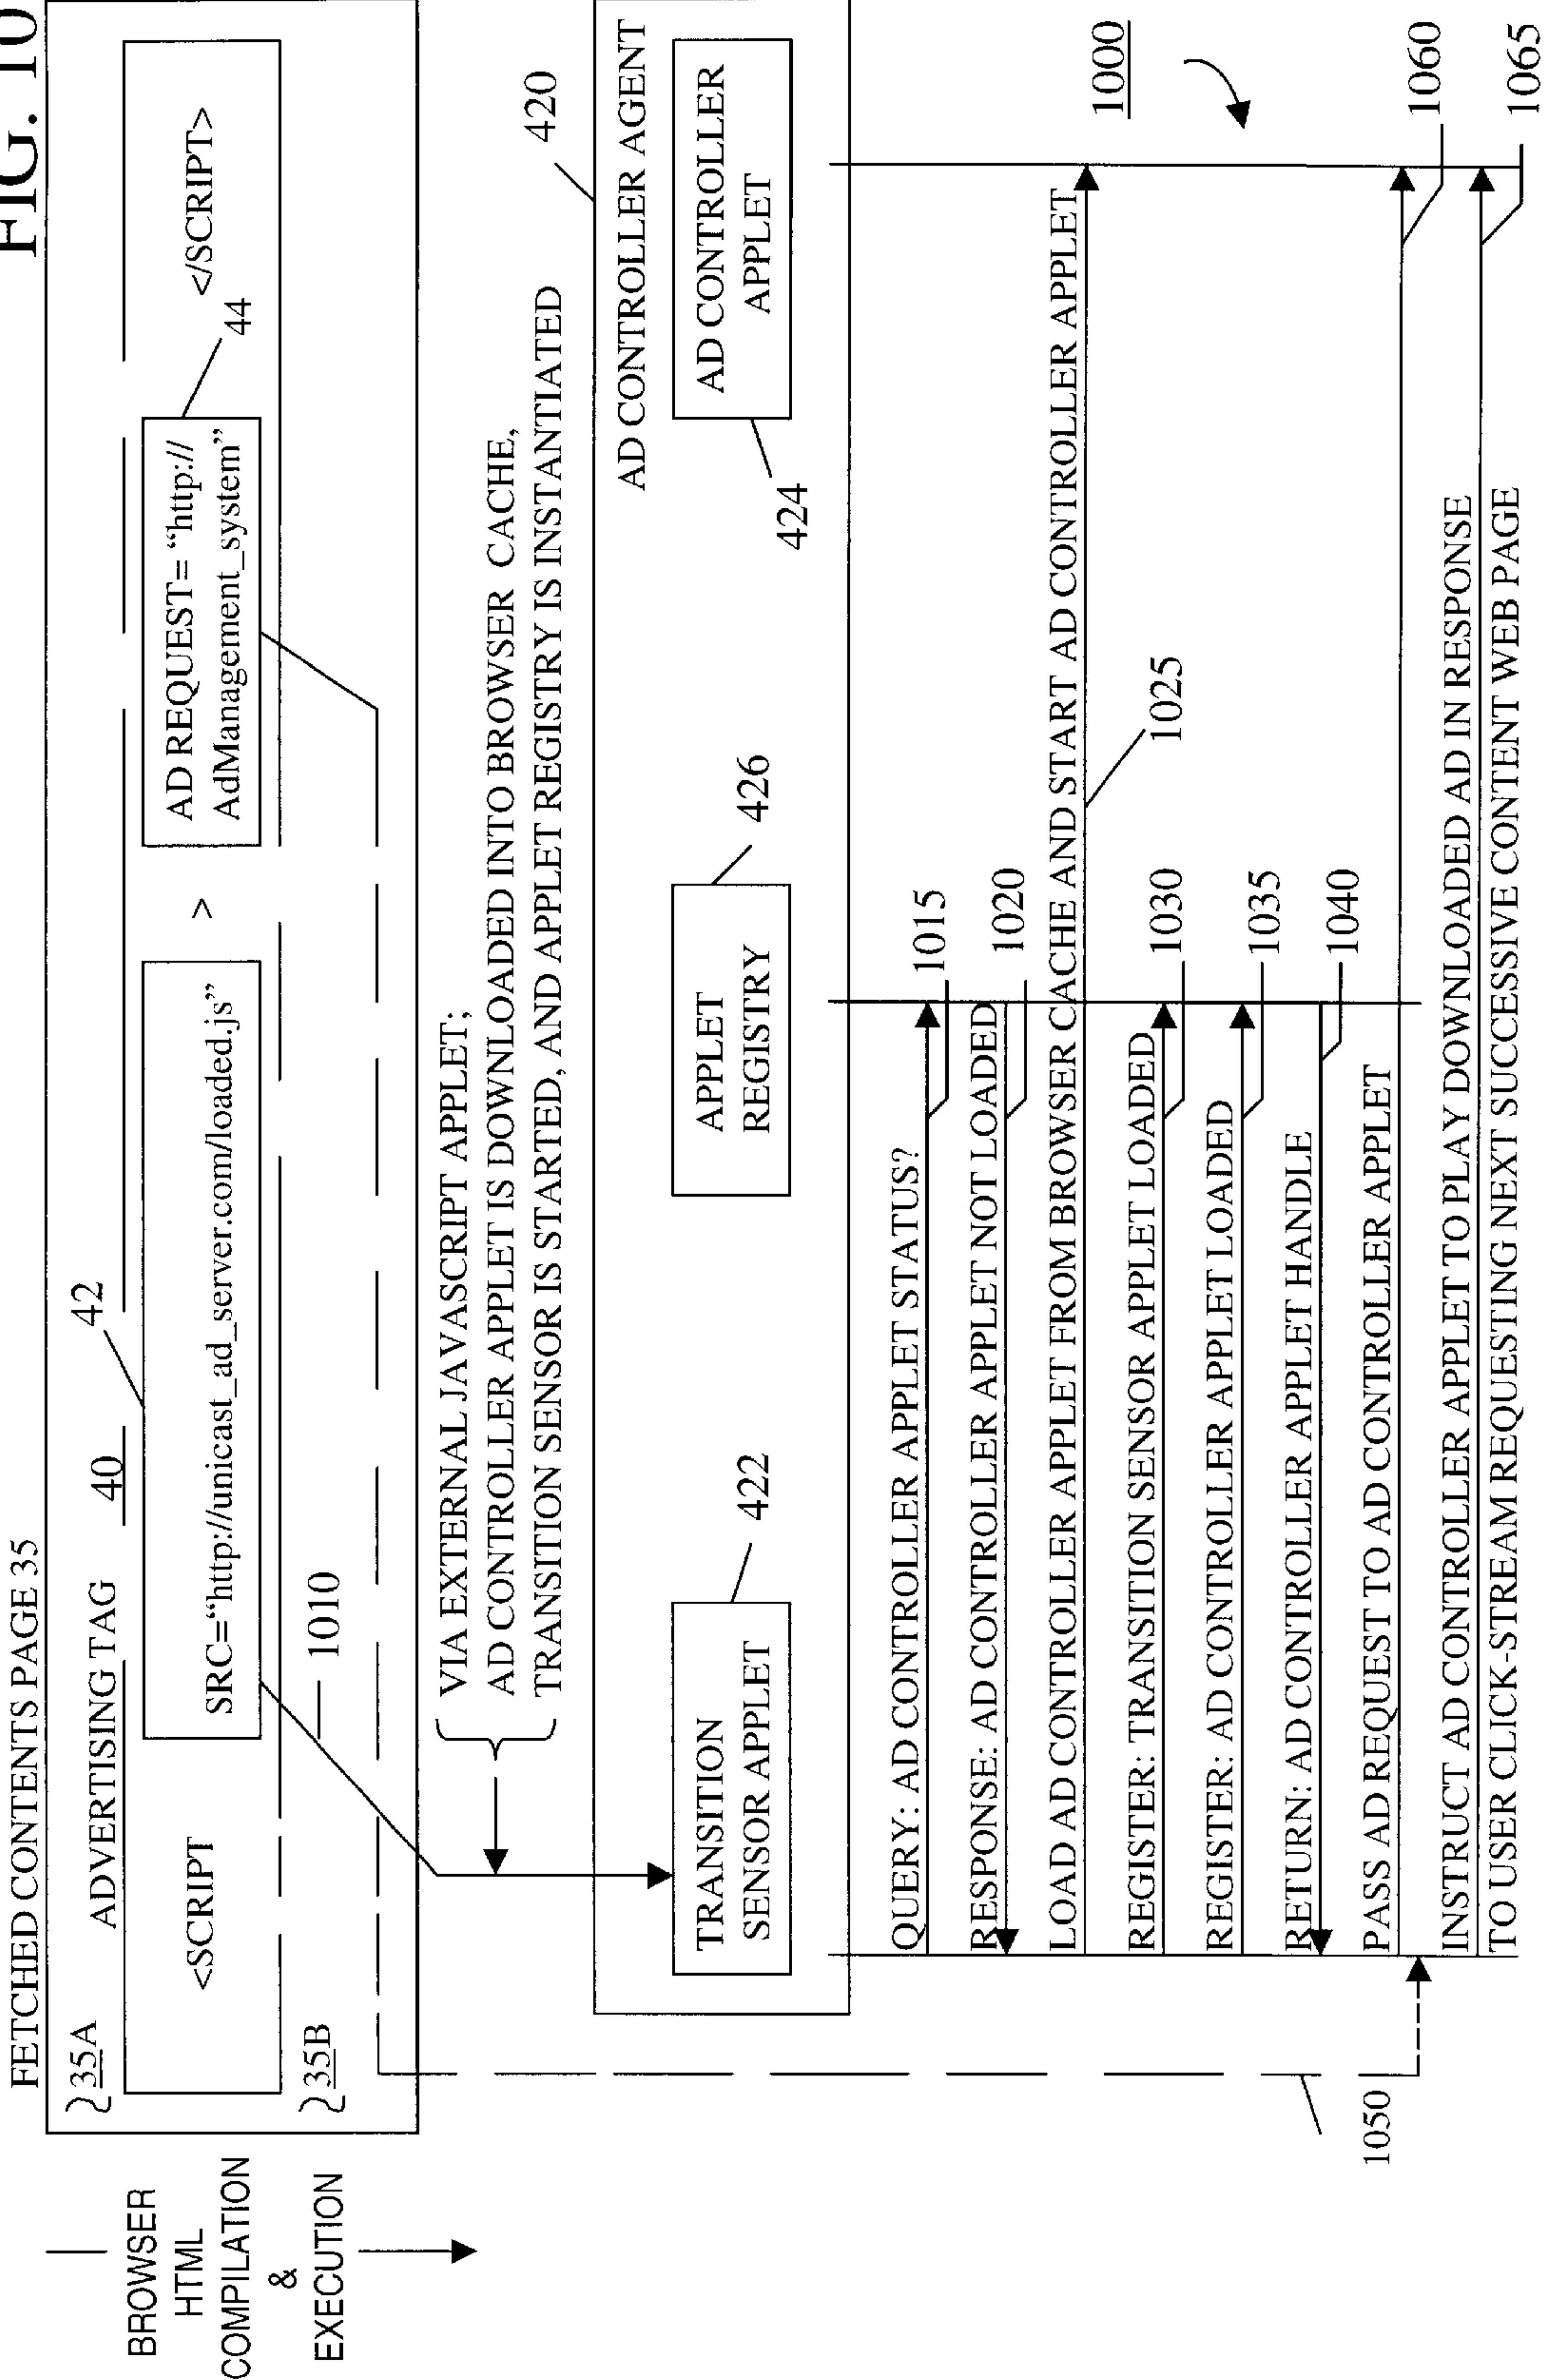 FIG. 10
FETCHED CONTENTS PAGE 35
35A
ADVERTISING TAG 40
42
<SCRIPT
SRC="http://unicast_ad_server.com/loaded.js"
>
AD REQUEST= "http://
AdManagement_system"
44
</SCRIPT>
35B
1010
BROWSER
HTML
COMPILATION
&
EXECUTION
VIA EXTERNAL JAVASCRIPT APPLET;
AD CONTROLLER APPLET IS DOWNLOADED INTO BROWSER CACHE,
TRANSITION SENSOR IS STARTED, AND APPLET REGISTRY IS INSTANTIATED
420
AD CONTROLLER AGENT
TRANSITION
SENSOR APPLET
422
APPLET
REGISTRY
426
AD CONTROLLER
APPLET
424
QUERY: AD CONTROLLER APPLET STATUS?
1015
RESPONSE: AD CONTROLLER APPLET NOT LOADED
1020
LOAD AD CONTROLLER APPLET FROM BROWSER CACHE AND START AD CONTROLLER APPLET
1025
1000
REGISTER: TRANSITION SENSOR APPLET LOADED
1030
REGISTER: AD CONTROLLER APPLET LOADED
1035
RETURN: AD CONTROLLER APPLET HANDLE
1040
PASS AD REQUEST TO AD CONTROLLER APPLET
1060
1050
INSTRUCT AD CONTROLLER APPLET TO PLAY DOWNLOADED AD IN RESPONSE
TO USER CLICK-STREAM REQUESTING NEXT SUCCESSIVE CONTENT WEB PAGE
1065